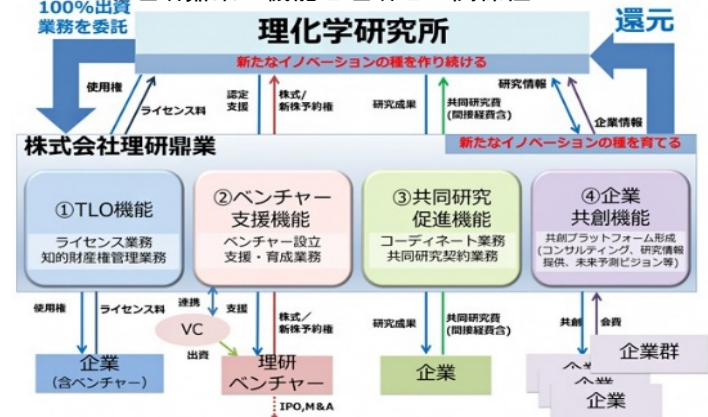 100%出資
業務を委託
理化学研究所
還元
新たなイノベーションの種を作り続ける
使用権
ライセンス料
認定
支援
株式/
新株予約権
研究成果
共同研究費
(間接経費含)
研究情報
企業情報
株式会社理研鼎業
新たなイノベーションの種を育てる
①TLO機能
ライセンス業務
知的財産権管理業務
②ベンチャー
支援機能
ベンチャー設立
支援・育成業務
③共同研究
促進機能
コーディネート業務
共同研究契約業務
④企業
共創機能
共創プラットフォーム形成
(コンサルティング、研究情報
提供、未来予測ビジョン等)
使用権
ライセンス料
連携
支援
株式/
新株予約権
研究成果
共同研究費
(間接経費含)
共創
会費
VC
出資
企業
(含ベンチャー)
理研
ベンチャー
IPO,M&A
企業
企業群
企業